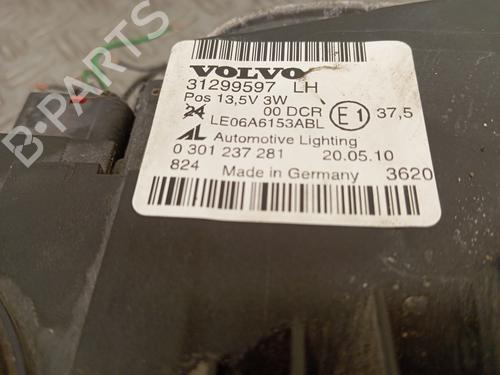 VOLVO
31299597 LH
Pos 13,5V 3W
24 00 DCR E1 37,5
LE06A6153ABL
AL Automotive Lighting
0 301 237 281 20.05.10
824 Made in Germany 3620
B PARTS